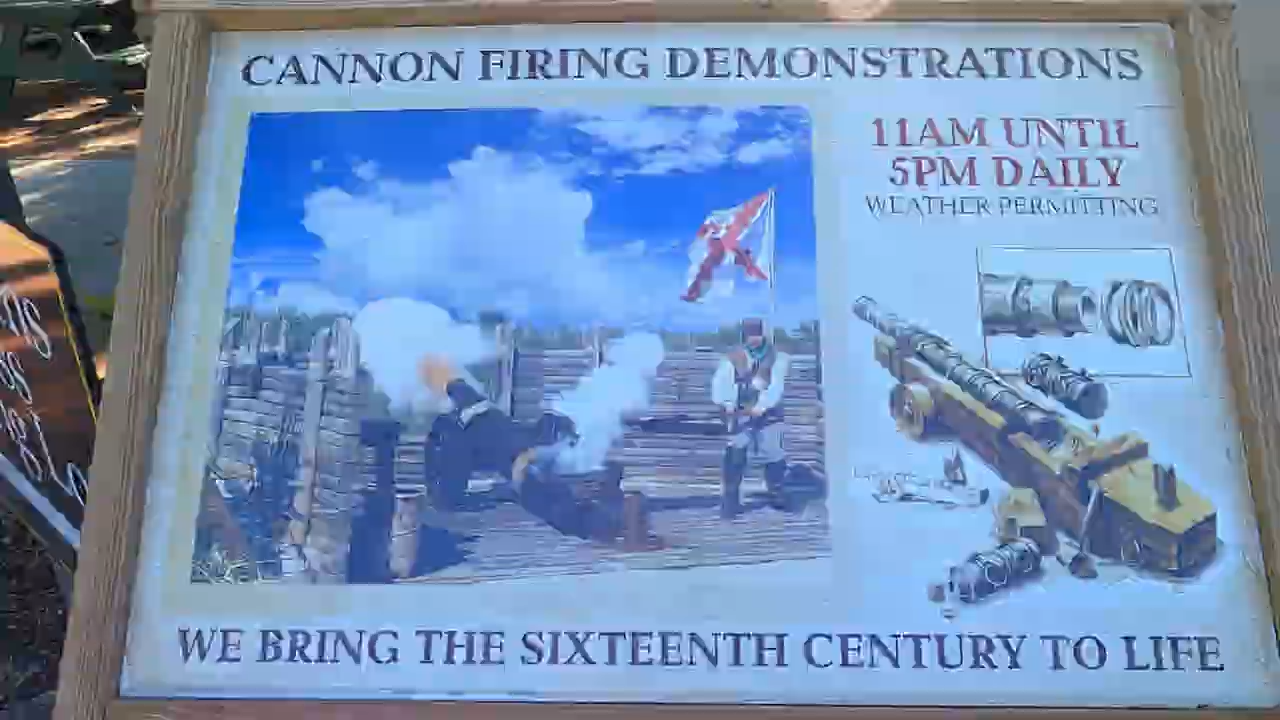 CANNON FIRING DEMONSTRATIONS
11AM UNTIL
5PM DAILY
WEATHER PERMITTING
WE BRING THE SIXTEENTH CENTURY TO LIFE